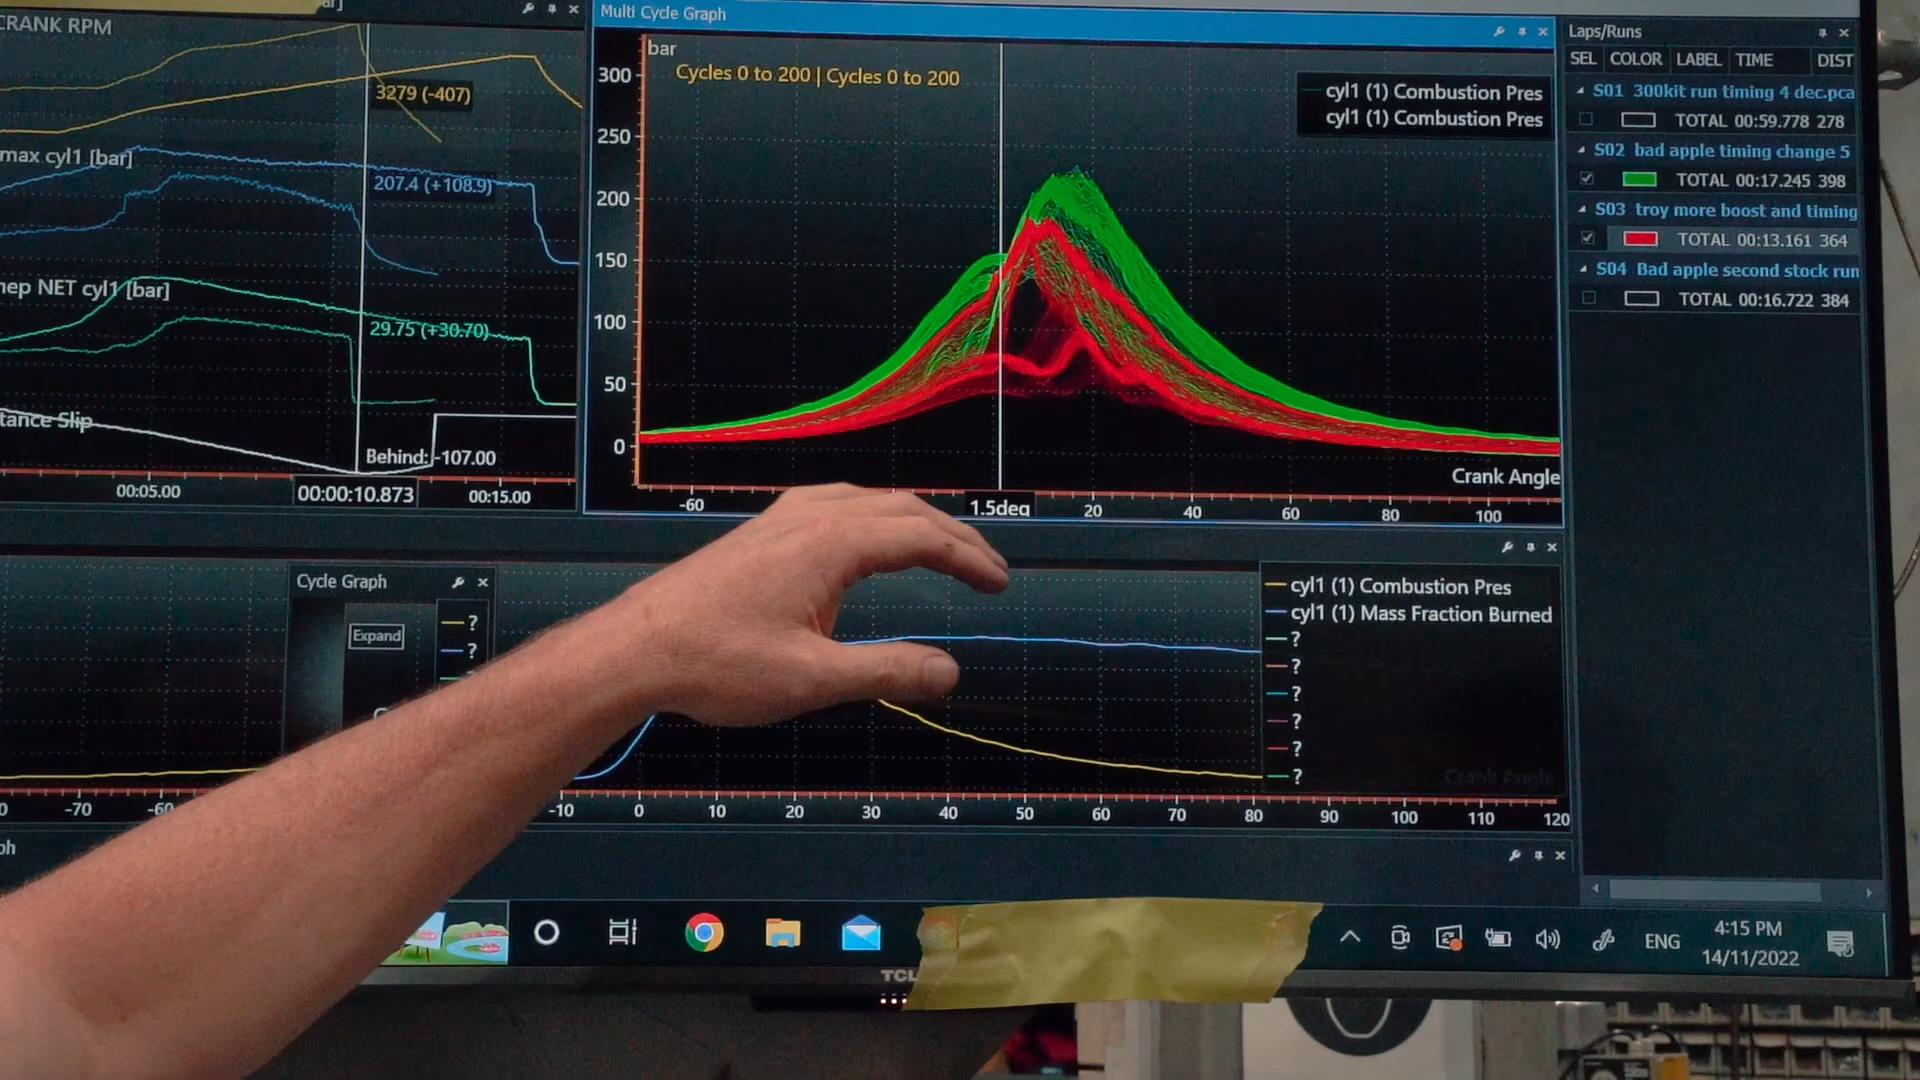 ar]
CRANK RPM
3279 (-407)
max cyl1 [bar]
207.4 (+108.9)
nep NET cyl1 [bar]
29.75 (+30.70)
tance Slip
Behind: -107.00
00:05.00
00:00:10.873
00:15.00
Multi Cycle Graph
bar
Cycles 0 to 200 | Cycles 0 to 200
cyl1 (1) Combustion Pres
cyl1 (1) Combustion Pres
300
250
200
150
100
50
0
Crank Angle
-60
1.5deg
20
40
60
80
100
Laps/Runs
SEL COLOR LABEL TIME DIST
S01 300kit run timing 4 dec.pca
TOTAL 00:59.778 278
S02 bad apple timing change 5
TOTAL 00:17.245 398
S03 troy more boost and timing
TOTAL 00:13.161 364
S04 Bad apple second stock run
TOTAL 00:16.722 384
Cycle Graph
Expand
?
?
cyl1 (1) Combustion Pres
cyl1 (1) Mass Fraction Burned
?
?
?
?
?
?
Crank Angle
0 -70 -60 -10 0 10 20 30 40 50 60 70 80 90 100 110 120
ph
ENG
4:15 PM
14/11/2022
TCL